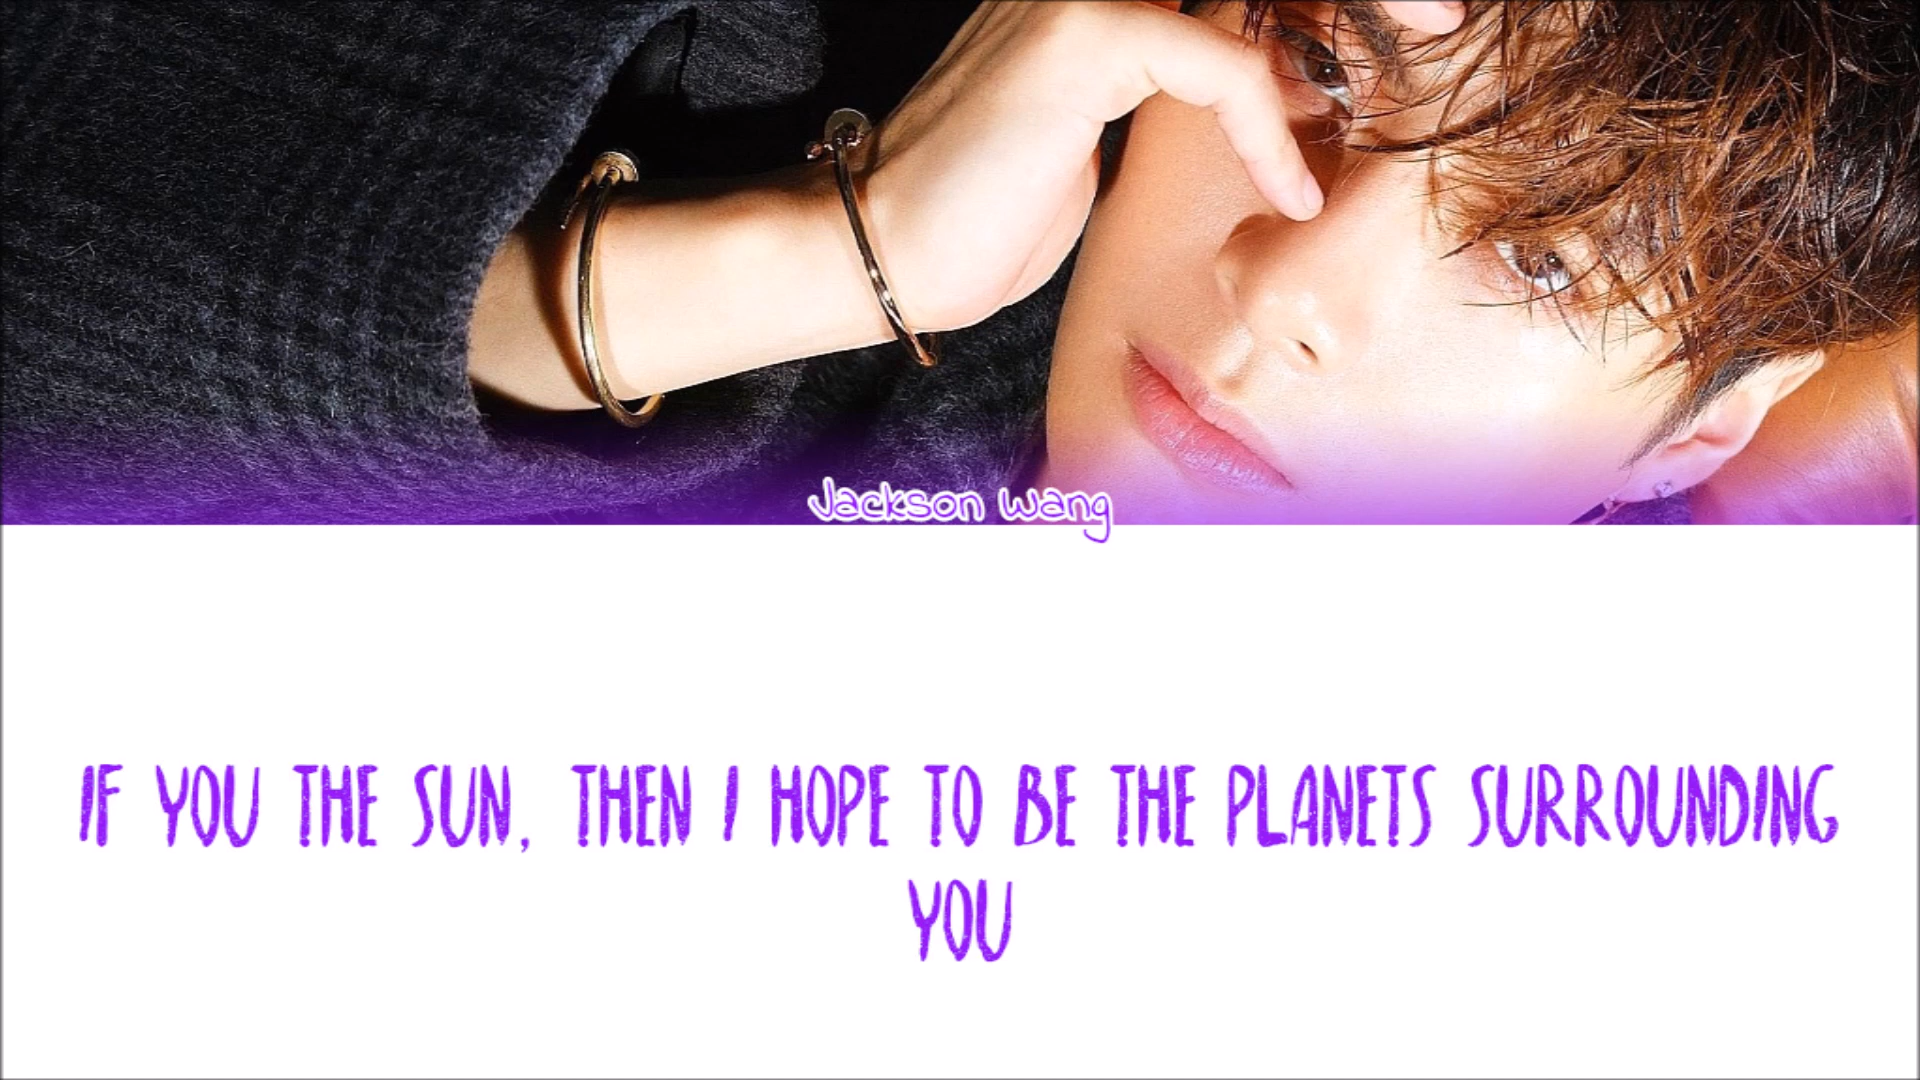 Jackson Wang
IF YOU THE SUN, THEN I HOPE TO BE THE PLANETS SURROUNDING
YOU